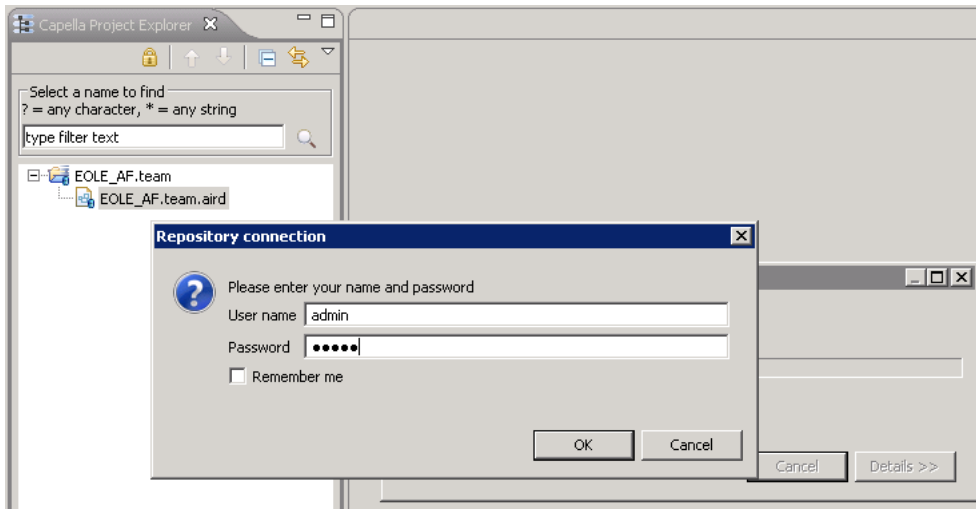 Capella Project Explorer
Select a name to find
? = any character, * = any string
type filter text
EOLE_AF.team
EOLE_AF.team.aird
Repository connection
Please enter your name and password
User name admin
Password ●●●●●
Remember me
OK Cancel
Cancel Details >>